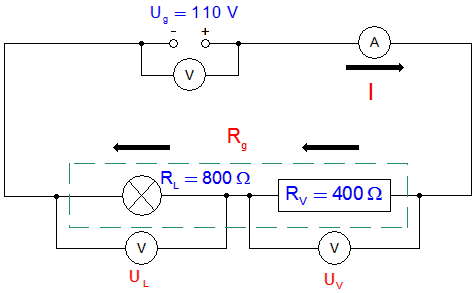 U_g = 110 V
- +
V
A
I
R_g
R_L = 800 Ω
R_V = 400 Ω
V
V
U_L
U_V